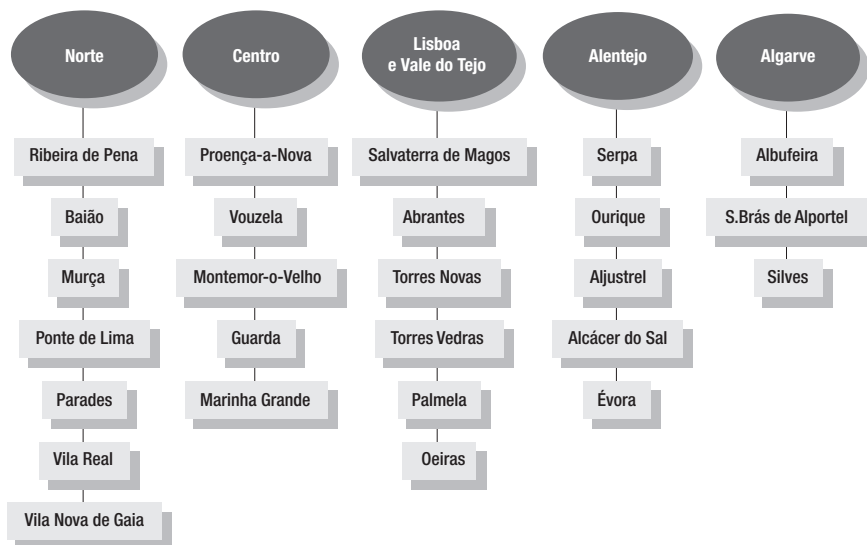 Norte
Ribeira de Pena
Baião
Murça
Ponte de Lima
Parades
Vila Real
Vila Nova de Gaia
Centro
Proença-a-Nova
Vouzela
Montemor-o-Velho
Guarda
Marinha Grande
Lisboa
e Vale do Tejo
Salvaterra de Magos
Abrantes
Torres Novas
Torres Vedras
Palmela
Oeiras
Alentejo
Serpa
Ourique
Aljustrel
Alcácer do Sal
Évora
Algarve
Albufeira
S.Brás de Alportel
Silves